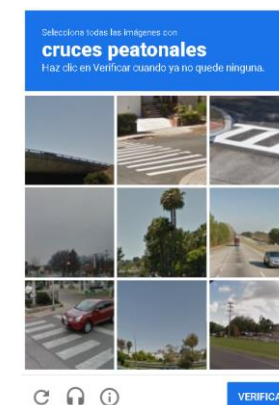 Selecciona todas las imágenes con
cruces peatonales
Haz clic en Verificar cuando ya no quede ninguna.
VERIFICA